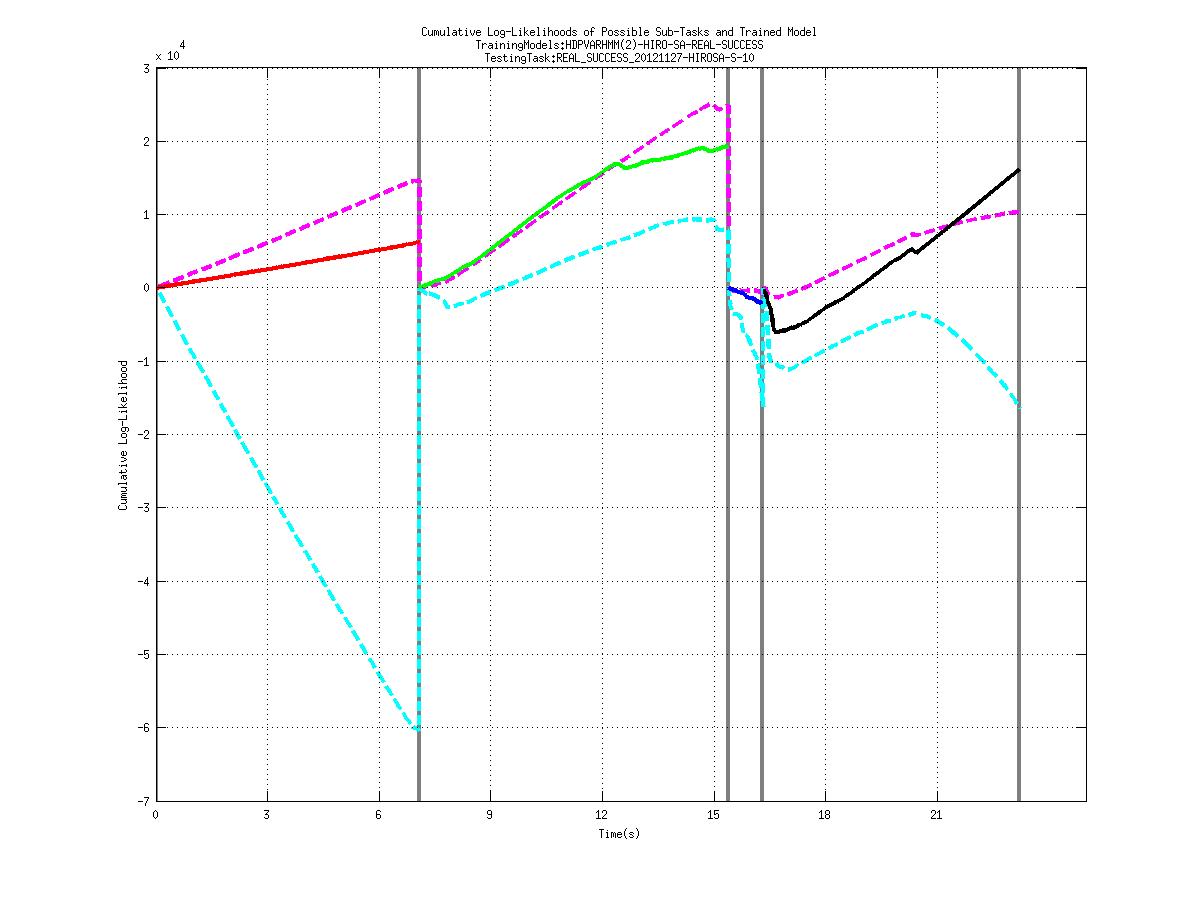 Cumulative Log-Likelihoods of Possible Sub-Tasks and Trained Model
TrainingModels:HDPVARHMM(2)-HIRO-SA-REAL-SUCCESS
TestingTask:REAL_SUCCESS_20121127-HIROSA-S-10
x 10^4
3
2
1
0
-1
-2
-3
-4
-5
-6
-7
Cumulative Log-Likelihood
0 3 6 9 12 15 18 21
Time(s)